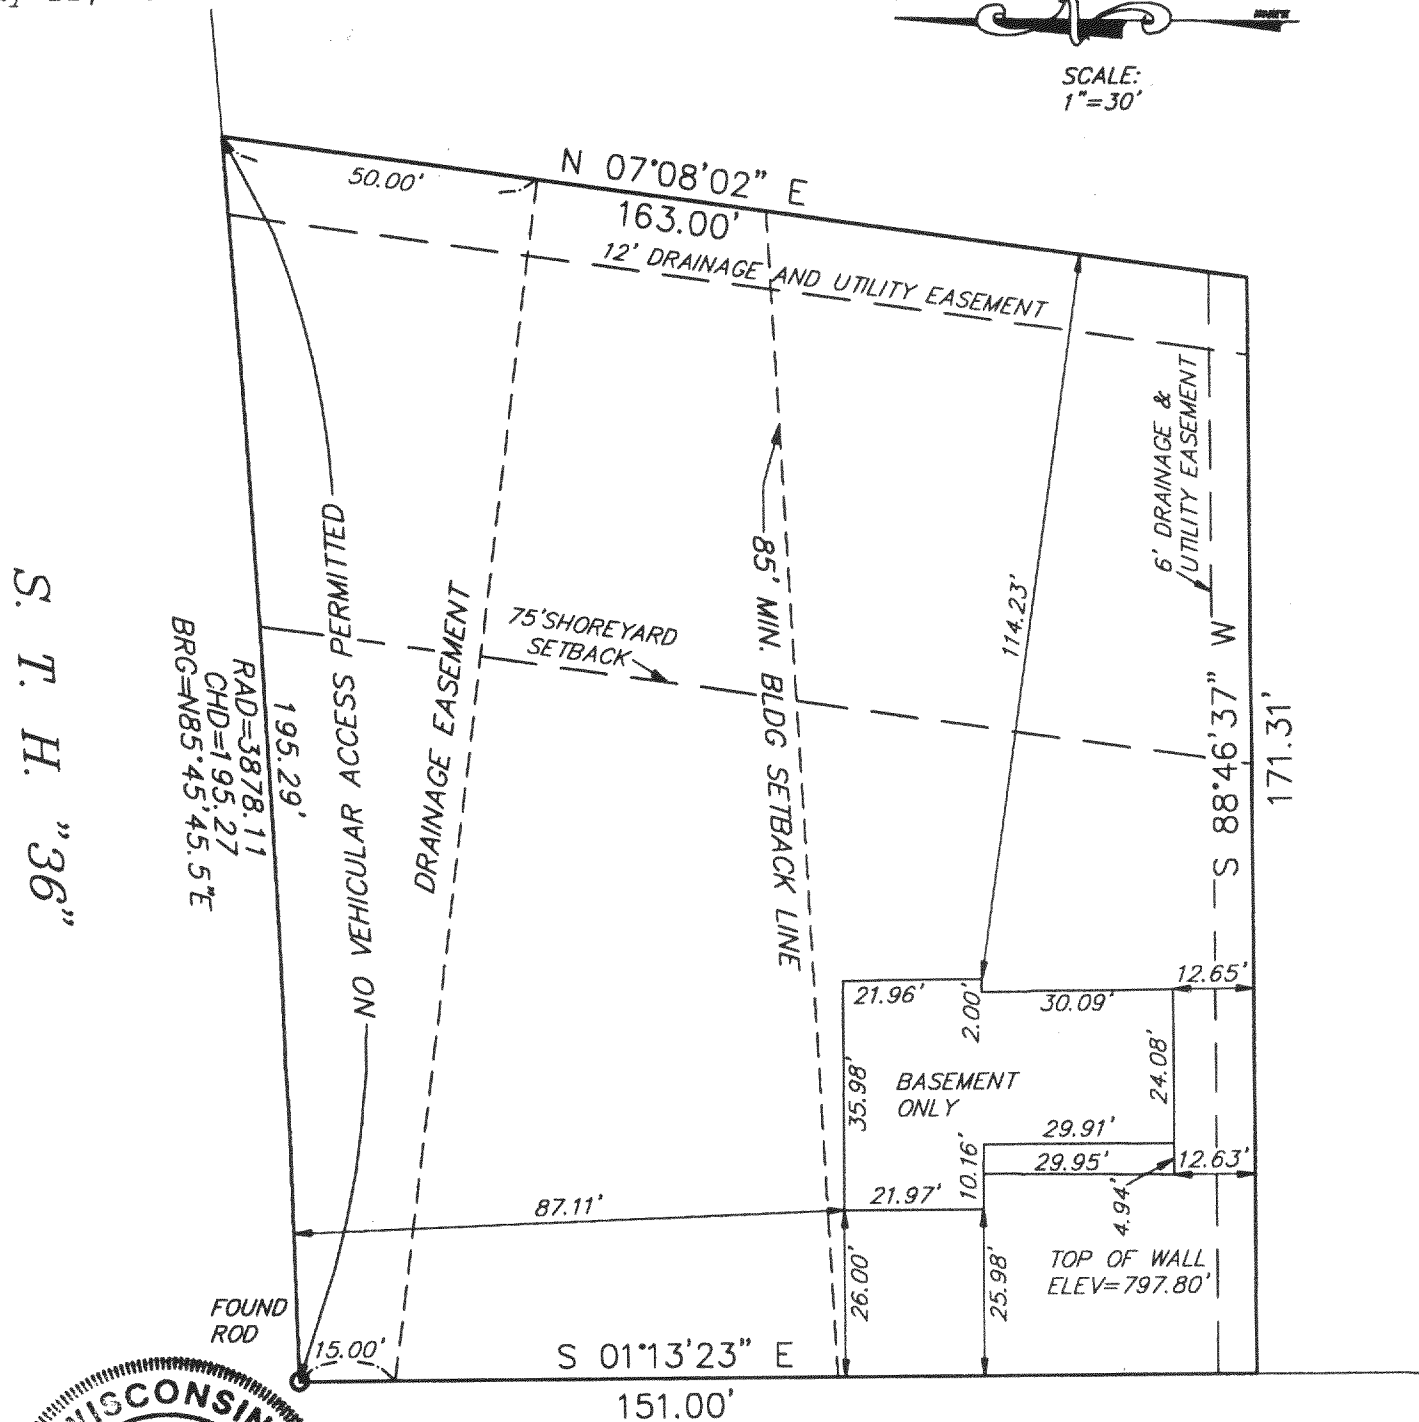 SCALE:
1"=30'
N 07°08'02" E
163.00'
50.00'
12' DRAINAGE AND UTILITY EASEMENT
6' DRAINAGE &
UTILITY EASEMENT
S 88°46'37" W
171.31'
114.23'
85' MIN. BLDG SETBACK LINE
75'SHOREYARD
SETBACK
NO VEHICULAR ACCESS PERMITTED
DRAINAGE EASEMENT
195.29'
RAD=3878.11
CHD=195.27
BRG=N85°45'45.5"E
S. T. H. "36"
12.65'
21.96'
2.00'
30.09'
24.08'
35.98'
BASEMENT
ONLY
29.91'
29.95'
12.63'
10.16'
4.94'
21.97'
87.11'
26.00'
25.98'
TOP OF WALL
ELEV=797.80'
FOUND
ROD
15.00'
S 01°13'23" E
151.00'
WISCONSIN